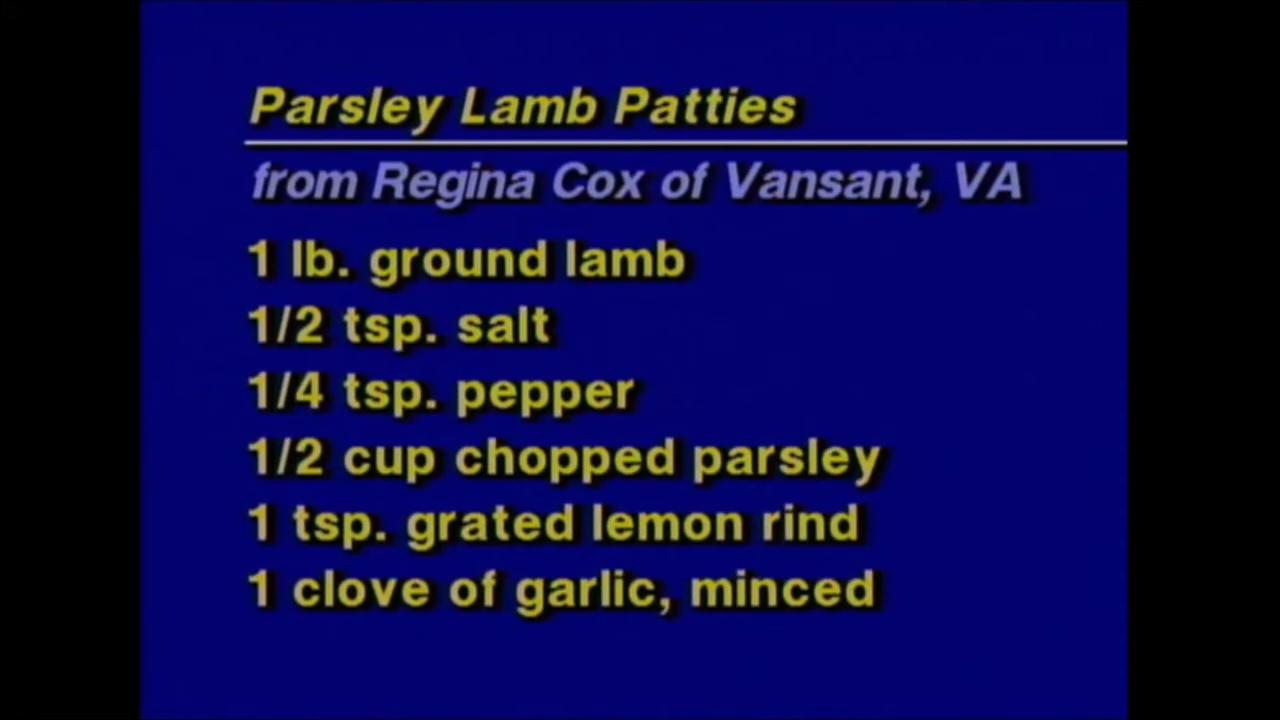 Parsley Lamb Patties
from Regina Cox of Vansant, VA
1 lb. ground lamb
1/2 tsp. salt
1/4 tsp. pepper
1/2 cup chopped parsley
1 tsp. grated lemon rind
1 clove of garlic, minced